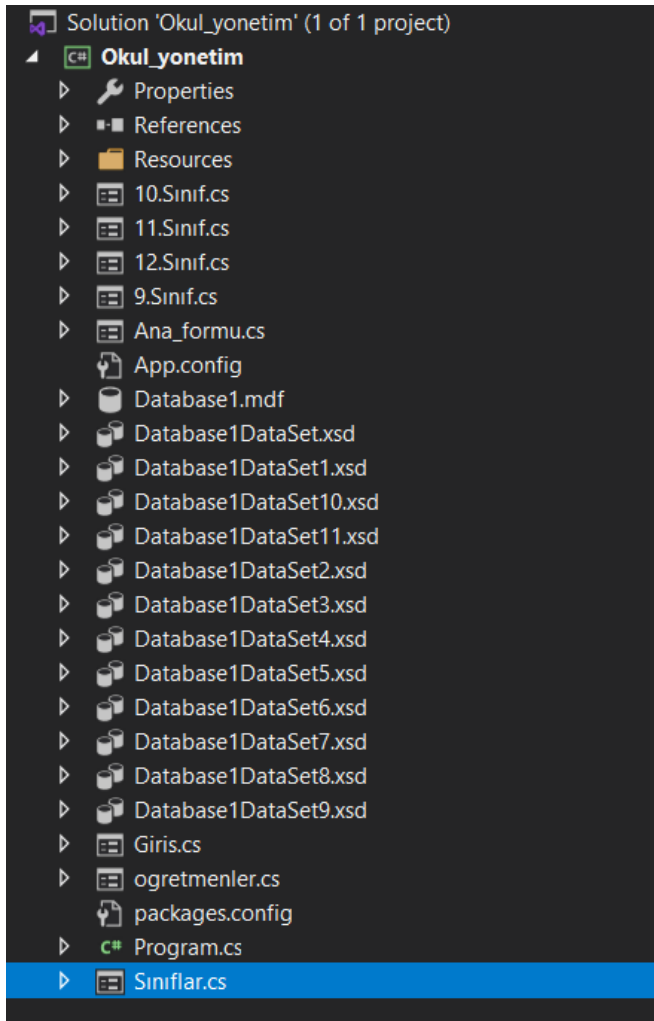 Solution 'Okul_yonetim' (1 of 1 project)
C# Okul_yonetim
Properties
References
Resources
10.Sınıf.cs
11.Sınıf.cs
12.Sınıf.cs
9.Sınıf.cs
Ana_formu.cs
App.config
Database1.mdf
Database1DataSet.xsd
Database1DataSet1.xsd
Database1DataSet10.xsd
Database1DataSet11.xsd
Database1DataSet2.xsd
Database1DataSet3.xsd
Database1DataSet4.xsd
Database1DataSet5.xsd
Database1DataSet6.xsd
Database1DataSet7.xsd
Database1DataSet8.xsd
Database1DataSet9.xsd
Giris.cs
ogretmenler.cs
packages.config
C# Program.cs
Sınıflar.cs